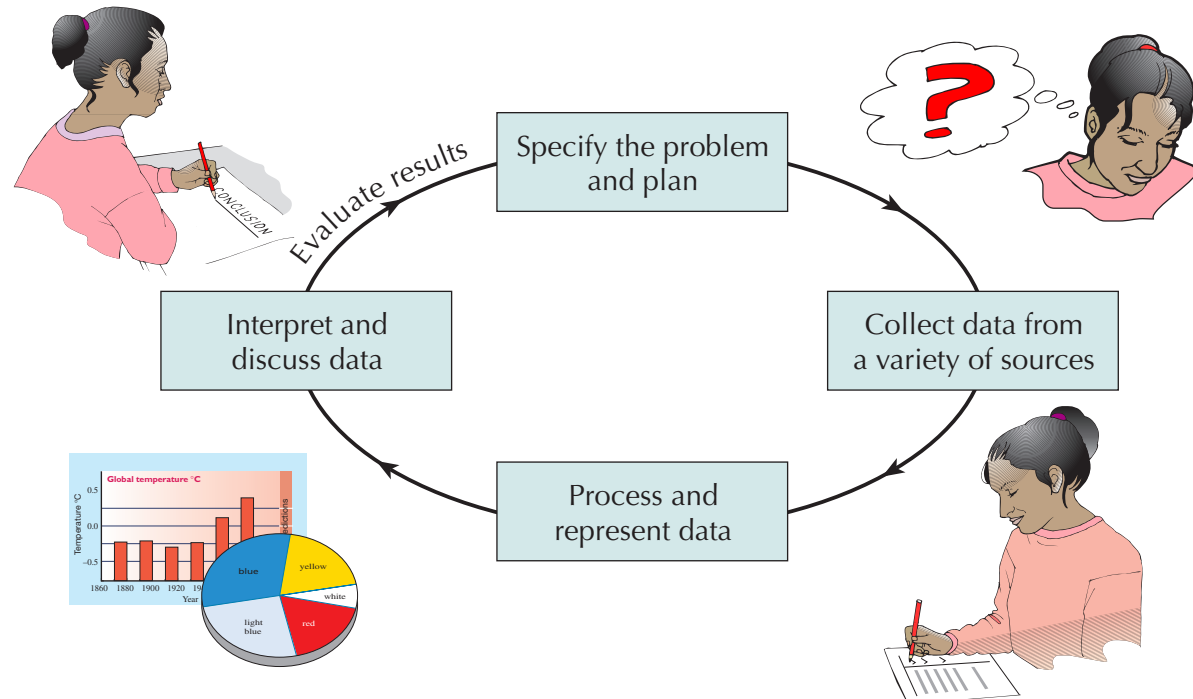 Specify the problem
and plan
Evaluate results
CONCLUSION
?
Interpret and
discuss data
Collect data from
a variety of sources
Process and
represent data
Global temperature °C
Temperature °C
0.5
0.0
–0.5
1860 1880 1900 1920
Year
blue
yellow
white
light
blue
red